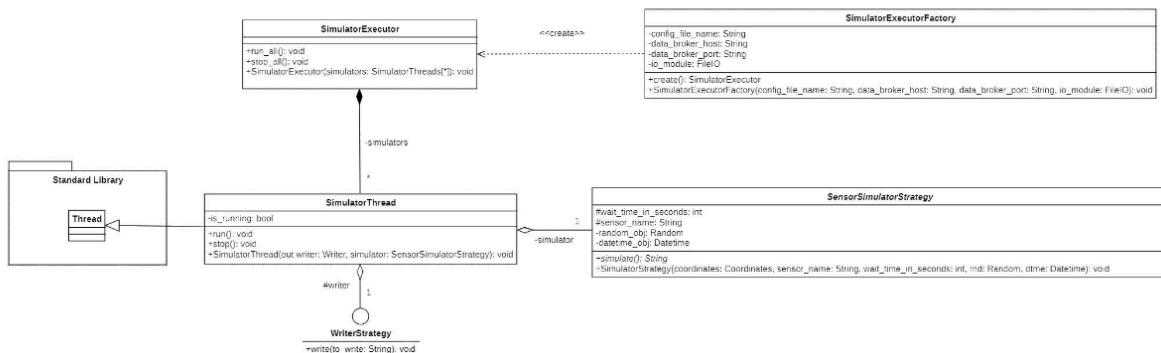 SimulatorExecutor
+run_all(): void
+stop_all(): void
+SimulatorExecutor(simulators: SimulatorThreads[*]): void
<<create>>
SimulatorExecutorFactory
-config_file_name: String
-data_broker_host: String
-data_broker_port: String
-io_module: FileIO
+create(): SimulatorExecutor
+SimulatorExecutorFactory(config_file_name: String, data_broker_host: String, data_broker_port: String, io_module: FileIO): void
-simulators
*
Standard Library
Thread
SimulatorThread
-is_running: bool
+run(): void
+stop(): void
+SimulatorThread(out writer: Writer, simulator: SensorSimulatorStrategy): void
1
-simulator
SensorSimulatorStrategy
#wait_time_in_seconds: int
#sensor_name: String
-random_obj: Random
-datetime_obj: Datetime
+simulate(): String
+SimulatorStrategy(coordinates: Coordinates, sensor_name: String, wait_time_in_seconds: int, rnd: Random, dtme: Datetime): void
#writer
1
WriterStrategy
+write(to_write: String): void